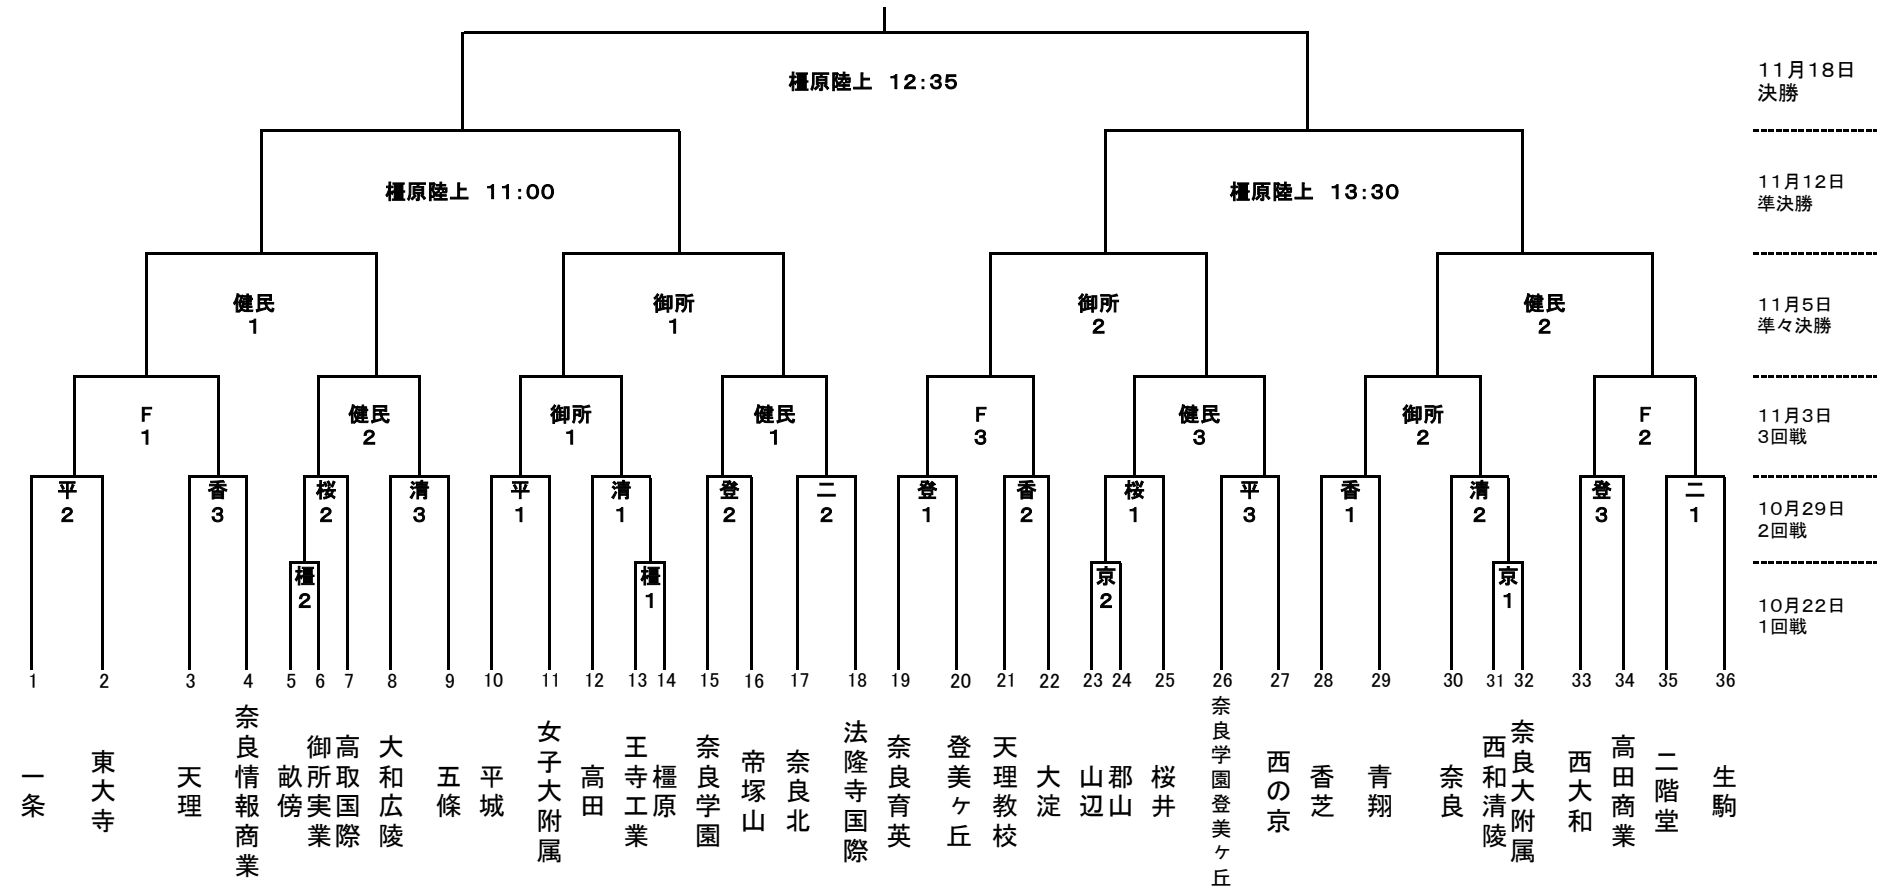 橿原陸上 12:35
11月18日
決勝
橿原陸上 11:00
橿原陸上 13:30
11月12日
準決勝
健民
1
御所
1
御所
2
健民
2
11月5日
準々決勝
F
1
健民
2
御所
1
健民
1
F
3
健民
3
御所
2
F
2
11月3日
3回戦
平
2
香
3
桜
2
清
3
平
1
清
1
登
2
二
2
登
1
香
2
桜
1
平
3
香
1
清
2
登
3
二
1
10月29日
2回戦
橿
2
橿
1
京
2
京
1
10月22日
1回戦
1 2 3 4 5 6 7 8 9 10 11 12 13 14 15 16 17 18 19 20 21 22 23 24 25 26 27 28 29 30 31 32 33 34 35 36
一条
東大寺
天理
奈良情報商業
畝傍
御所実業
高取国際
大和広陵
五條
平城
女子大附属
高田
王寺工業
橿原
奈良学園
帝塚山
奈良北
法隆寺国際
奈良育英
登美ヶ丘
天理教校
大淀
山辺
郡山
桜井
奈良学園登美ヶ丘
西の京
香芝
青翔
奈良
西和清陵
奈良大附属
西大和
高田商業
二階堂
生駒